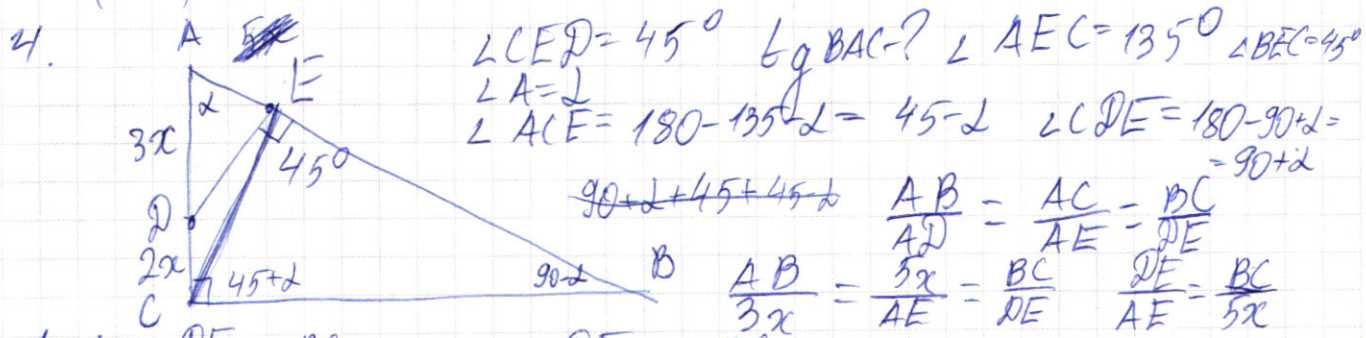 4. ∠CED = 45° tg BAC-? ∠AEC = 135° ∠BEC = 45°
∠A = α
∠ACE = 180-135-α = 45-α ∠CDE = 180-90+α =
= 90+α
90+α+45+45-α AB/AD = AC/AE = BC/DE
AB/3x = 5x/AE = BC/DE DE/AE = BC/5x
A
E
α
3x
45°
D
2x
45+α
90-α
B
C